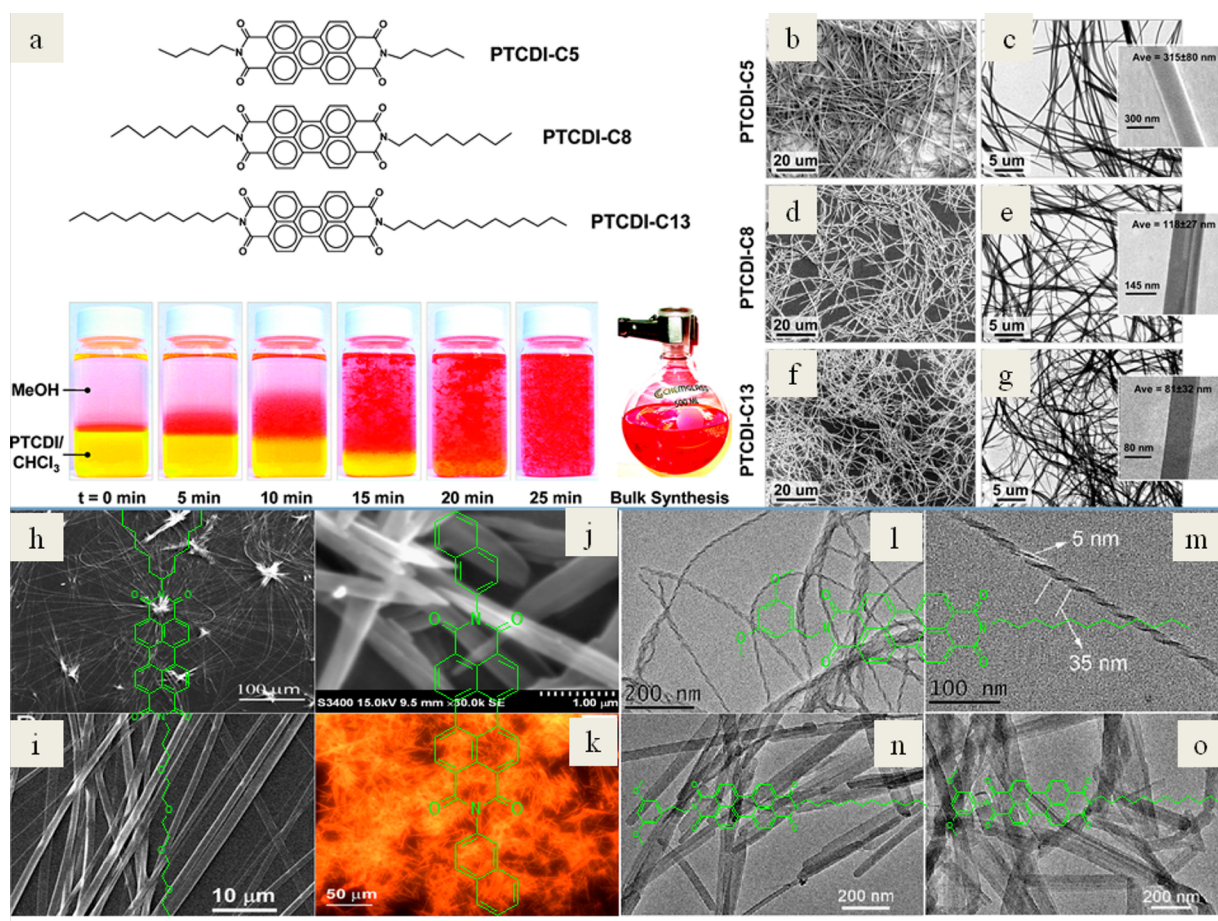 a
PTCDI-C5
PTCDI-C8
PTCDI-C13
MeOH
PTCDI/
CHCl3
t = 0 min 5 min 10 min 15 min 20 min 25 min Bulk Synthesis
CHEMGLASS
500 ML
PTCDI-C5
b
20 um
c
Ave = 315±80 nm
300 nm
5 um
PTCDI-C8
d
20 um
e
Ave = 118±27 nm
145 nm
5 um
PTCDI-C13
f
20 um
g
Ave = 81±32 nm
80 nm
5 um
h
100 μm
j
S3400 15.0kV 9.5 mm ×30.0k SE 1.00 μm
l
200 nm
m
5 nm
35 nm
100 nm
i
10 μm
k
50 μm
n
200 nm
o
200 nm